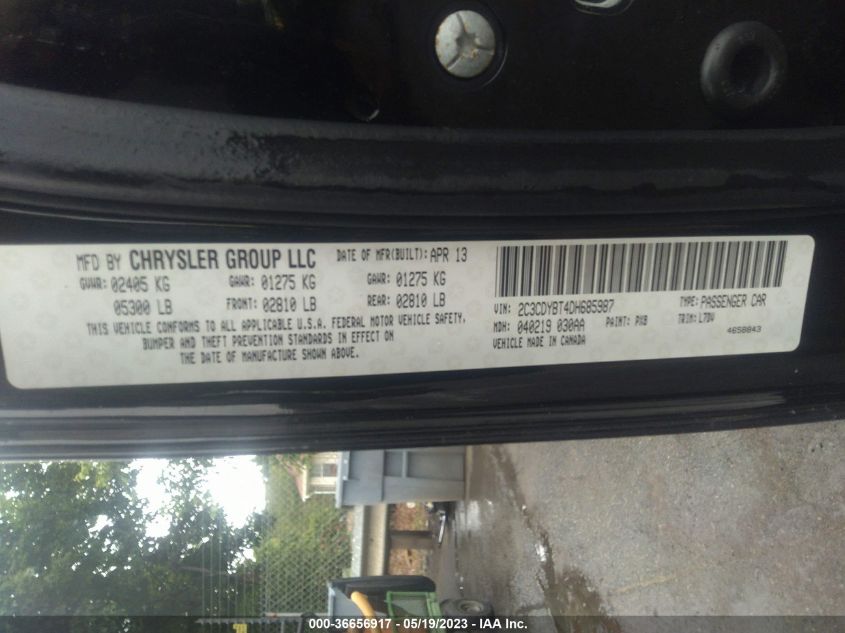 MFD BY CHRYSLER GROUP LLC DATE OF MFR(BUILT): APR 13
GVWR: 02405 KG GAWR: 01275 KG GAWR: 01275 KG
05300 LB FRONT: 02810 LB REAR: 02810 LB
THIS VEHICLE CONFORMS TO ALL APPLICABLE U.S.A. FEDERAL MOTOR VEHICLE SAFETY,
BUMPER AND THEFT PREVENTION STANDARDS IN EFFECT ON
THE DATE OF MANUFACTURE SHOWN ABOVE.
VIN: 2C3CDYBT4DH685987 TYPE: PASSENGER CAR
MDH: 040219 030AA PAINT: PX8 TRIM: L7DV
VEHICLE MADE IN CANADA 4658843
000-36656917 - 05/19/2023 - IAA Inc.